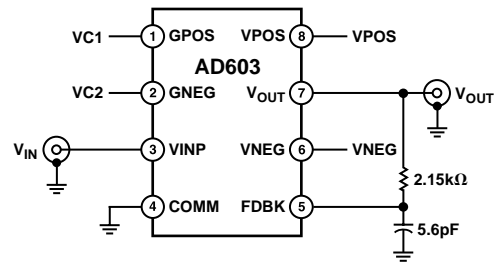 VC1 1 GPOS VPOS 8 VPOS
AD603
VC2 2 GNEG VOUT 7 VOUT
VIN 3 VINP VNEG 6 VNEG
2.15kΩ
4 COMM FDBK 5
5.6pF